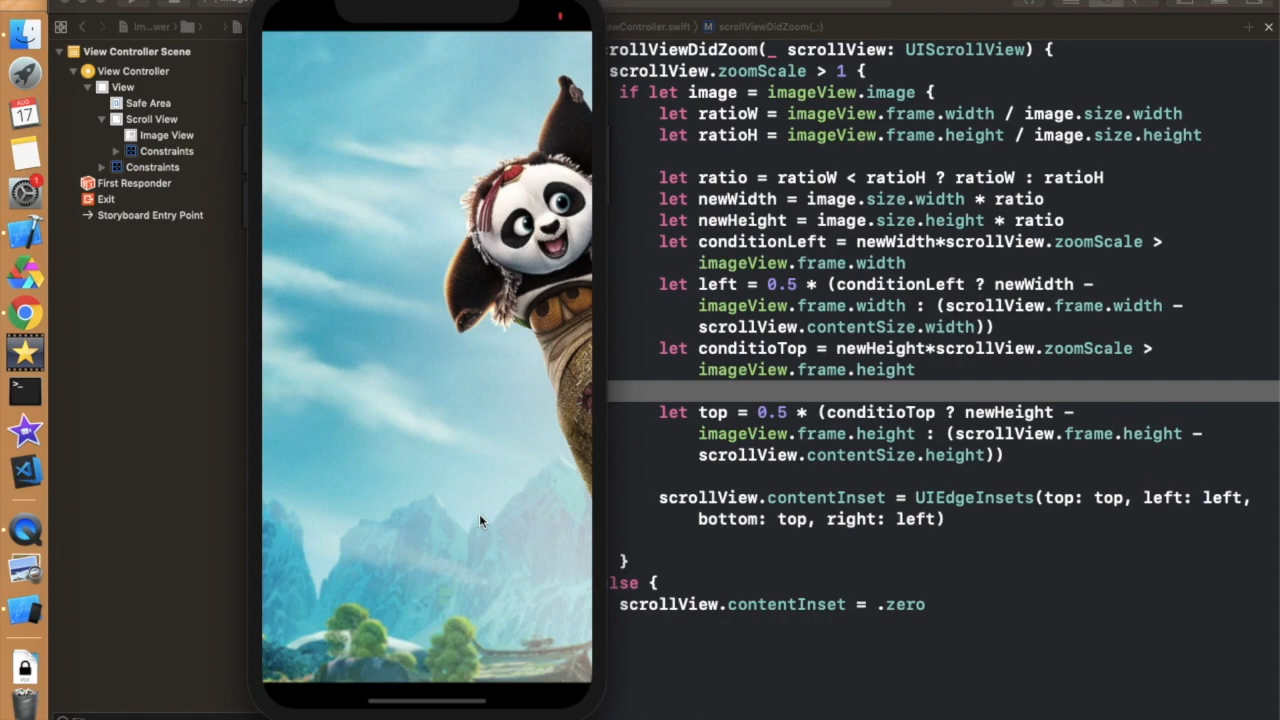 Im...wer
owController.swift
M
scrollViewDidZoom(_:)
View Controller Scene
View Controller
View
Safe Area
Scroll View
Image View
Constraints
Constraints
First Responder
Exit
Storyboard Entry Point
AUG
17
1
PDF
rollViewDidZoom(_ scrollView: UIScrollView) {
scrollView.zoomScale > 1 {
if let image = imageView.image {
let ratioW = imageView.frame.width / image.size.width
let ratioH = imageView.frame.height / image.size.height
let ratio = ratioW < ratioH ? ratioW : ratioH
let newWidth = image.size.width * ratio
let newHeight = image.size.height * ratio
let conditionLeft = newWidth*scrollView.zoomScale >
imageView.frame.width
let left = 0.5 * (conditionLeft ? newWidth -
imageView.frame.width : (scrollView.frame.width -
scrollView.contentSize.width))
let conditioTop = newHeight*scrollView.zoomScale >
imageView.frame.height
let top = 0.5 * (conditioTop ? newHeight -
imageView.frame.height : (scrollView.frame.height -
scrollView.contentSize.height))
scrollView.contentInset = UIEdgeInsets(top: top, left: left,
bottom: top, right: left)
}
lse {
scrollView.contentInset = .zero